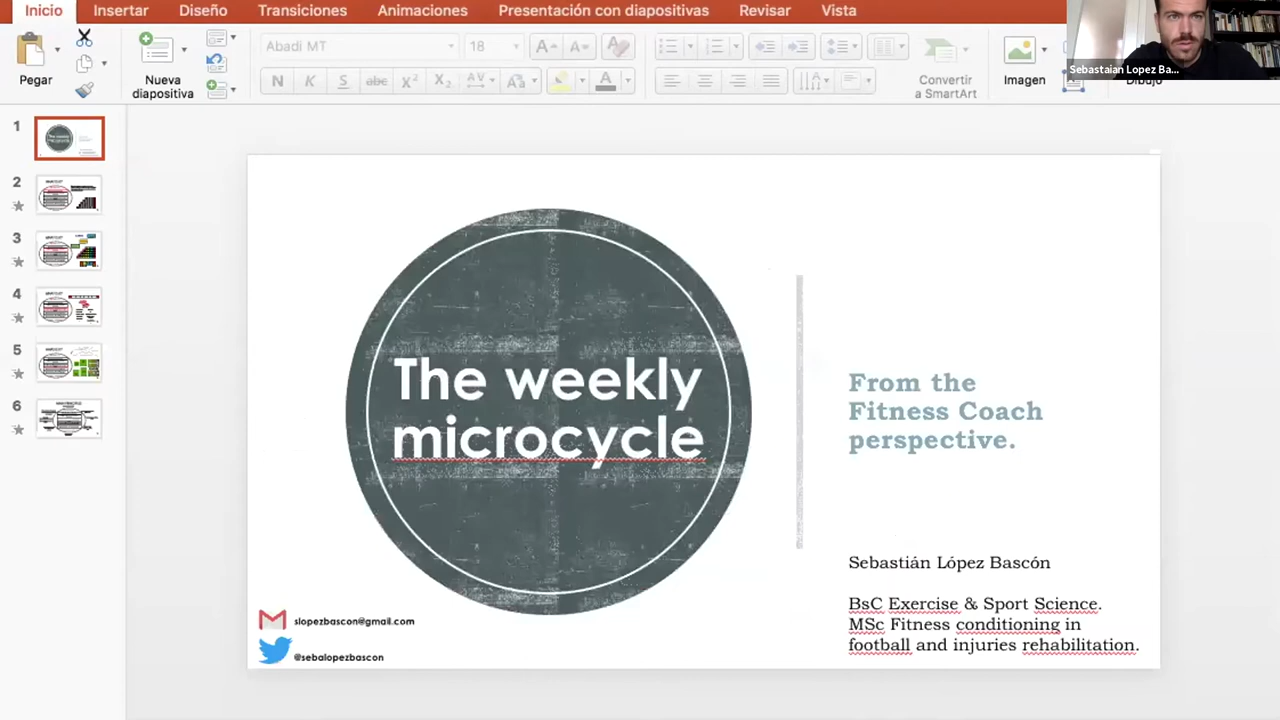 Inicio Insertar Diseño Transiciones Animaciones Presentación con diapositivas Revisar Vista
Abadi MT 18
Pegar
Nueva
diapositiva
Convertir
a SmartArt
Imagen
Dibujo
Sebastaian Lopez Ba...
1
2
3
4
5
6
The weekly
microcycle
From the
Fitness Coach
perspective.
Sebastián López Bascón
BsC Exercise & Sport Science.
MSc Fitness conditioning in
football and injuries rehabilitation.
slopezbascon@gmail.com
@sebalopezbascon